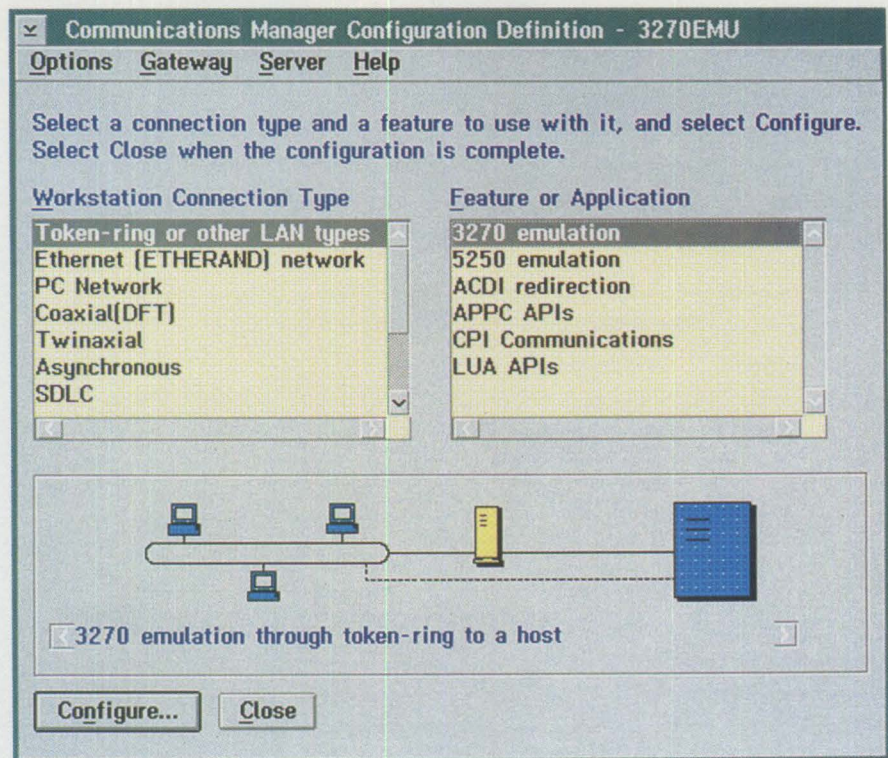 Communications Manager Configuration Definition - 3270EMU
Options Gateway Server Help
Select a connection type and a feature to use with it, and select Configure.
Select Close when the configuration is complete.
Workstation Connection Type
Token-ring or other LAN types
Ethernet (ETHERAND) network
PC Network
Coaxial(DFT)
Twinaxial
Asynchronous
SDLC
Feature or Application
3270 emulation
5250 emulation
ACDI redirection
APPC APIs
CPI Communications
LUA APIs
3270 emulation through token-ring to a host
Configure...
Close